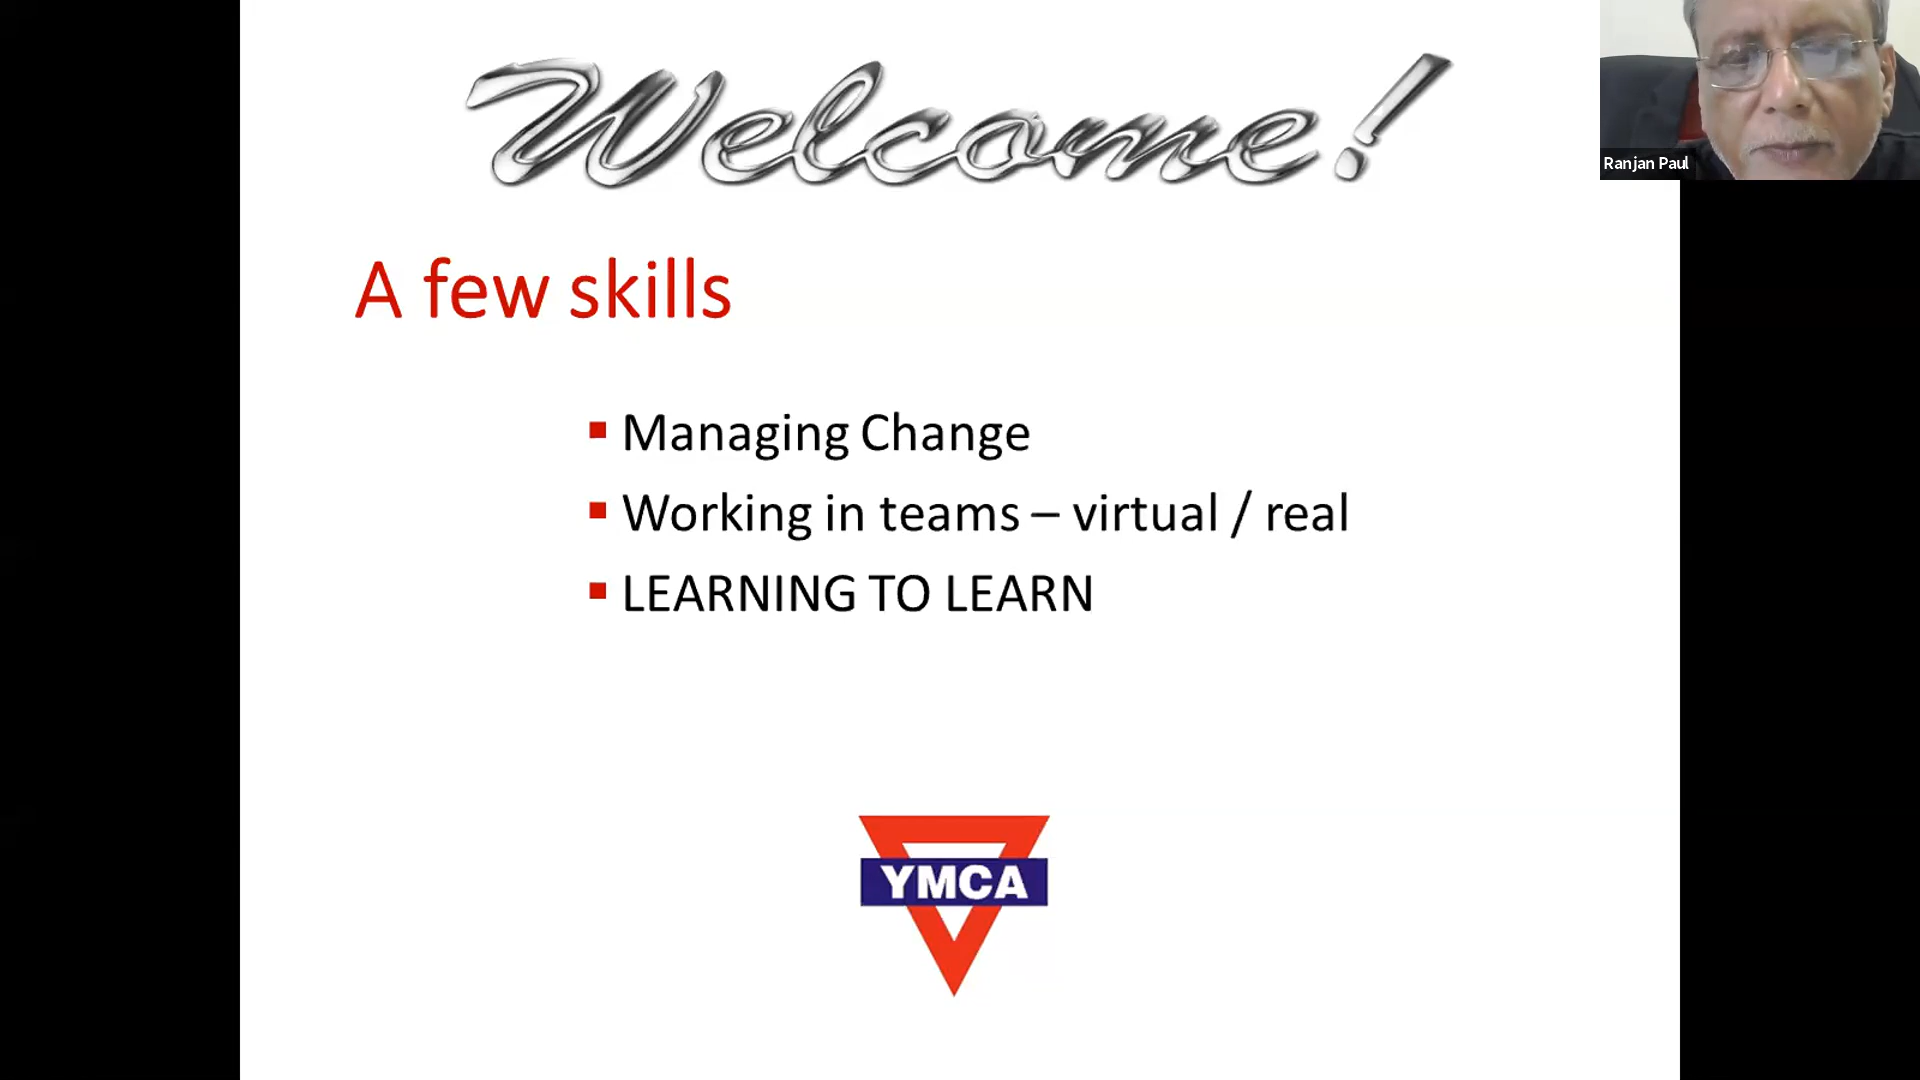 Welcome!
Ranjan Paul
A few skills
Managing Change
Working in teams – virtual / real
LEARNING TO LEARN
YMCA